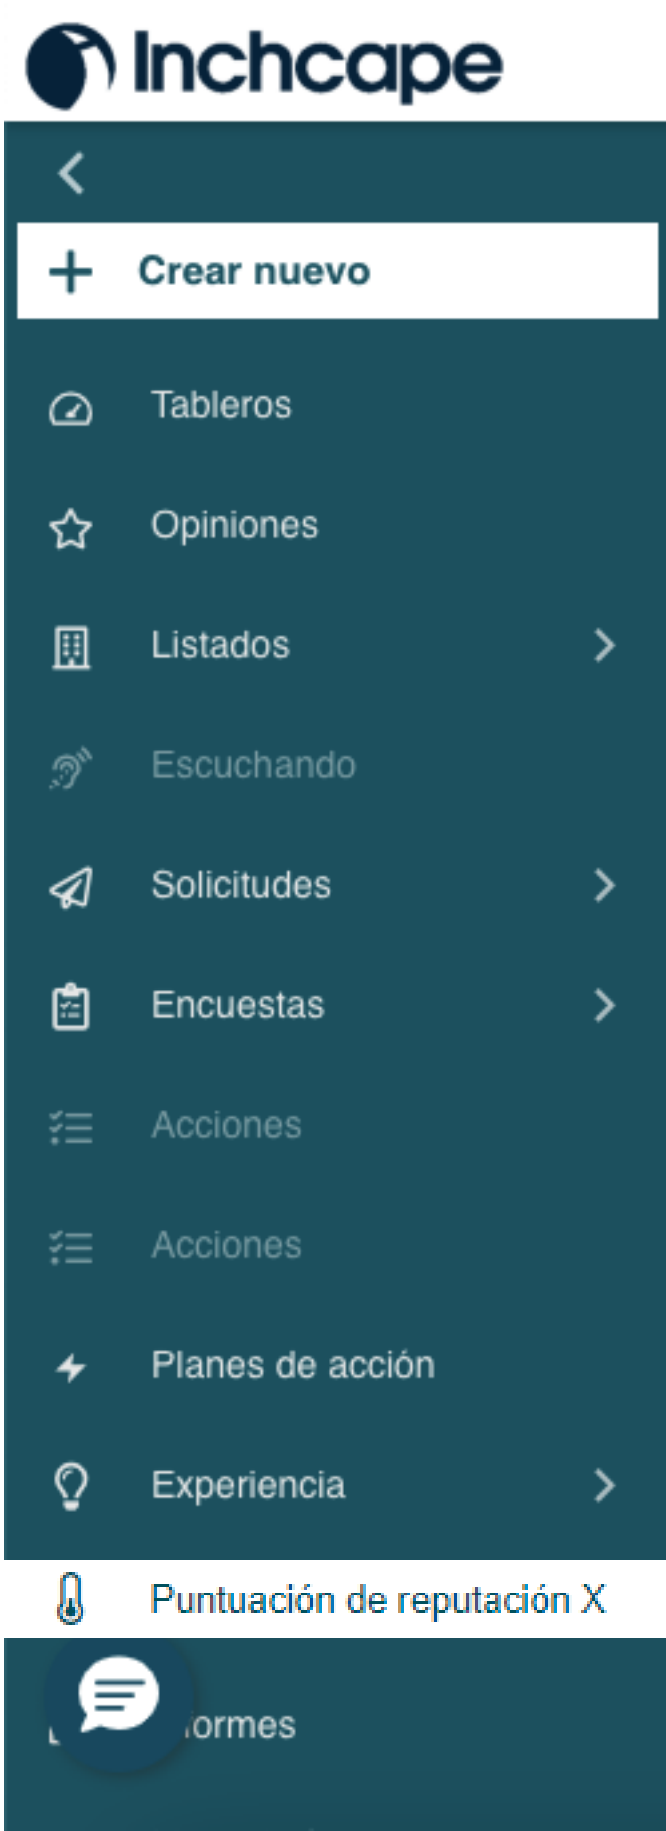 Inchcape
Crear nuevo
Tableros
Opiniones
Listados
Escuchando
Solicitudes
Encuestas
Acciones
Acciones
Planes de acción
Experiencia
Puntuación de reputación X